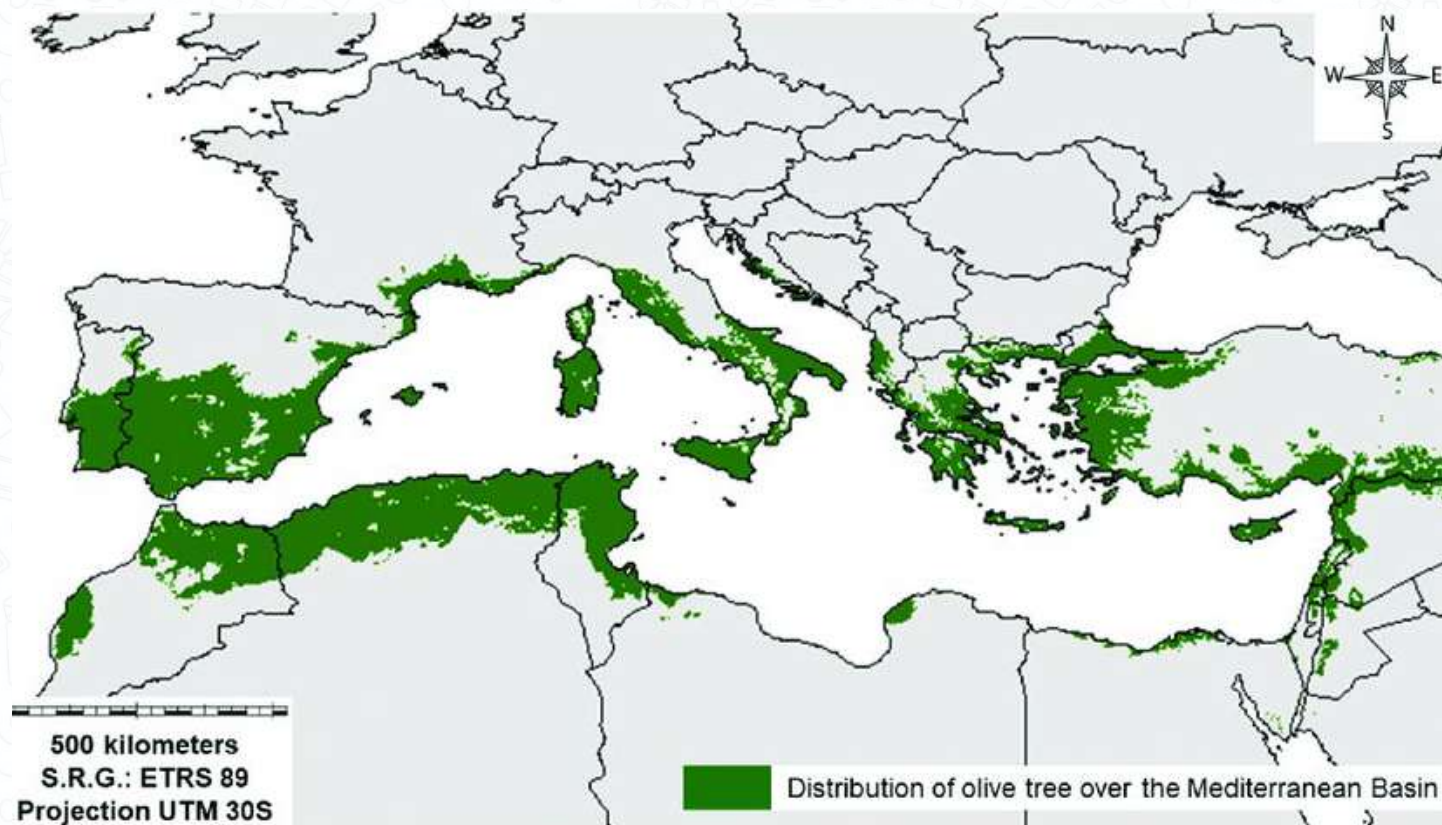 N
W E
S
500 kilometers
S.R.G.: ETRS 89
Projection UTM 30S
Distribution of olive tree over the Mediterranean Basin